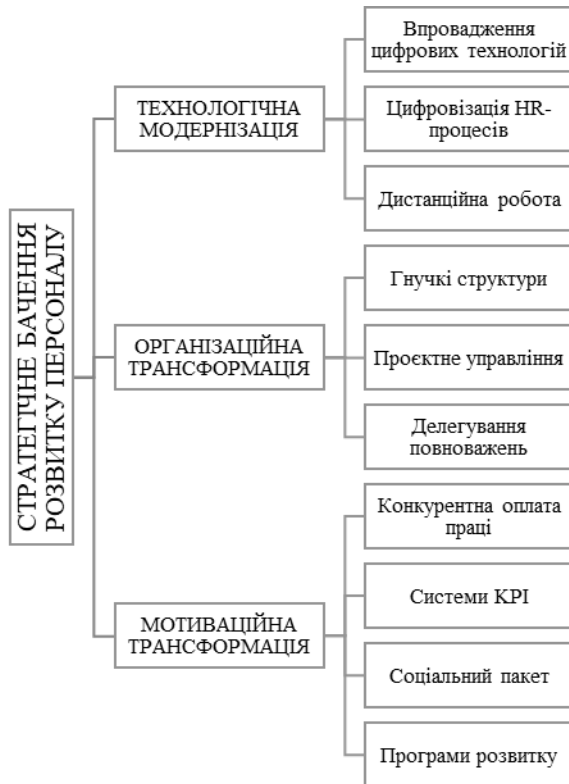 СТРАТЕГІЧНЕ БАЧЕННЯ
РОЗВИТКУ ПЕРСОНАЛУ
ТЕХНОЛОГІЧНА
МОДЕРНІЗАЦІЯ
Впровадження
цифрових технологій
Цифровізація HR-
процесів
Дистанційна робота
ОРГАНІЗАЦІЙНА
ТРАНСФОРМАЦІЯ
Гнучкі структури
Проєктне управління
Делегування
повноважень
МОТИВАЦІЙНА
ТРАНСФОРМАЦІЯ
Конкурентна оплата
праці
Системи KPI
Соціальний пакет
Програми розвитку